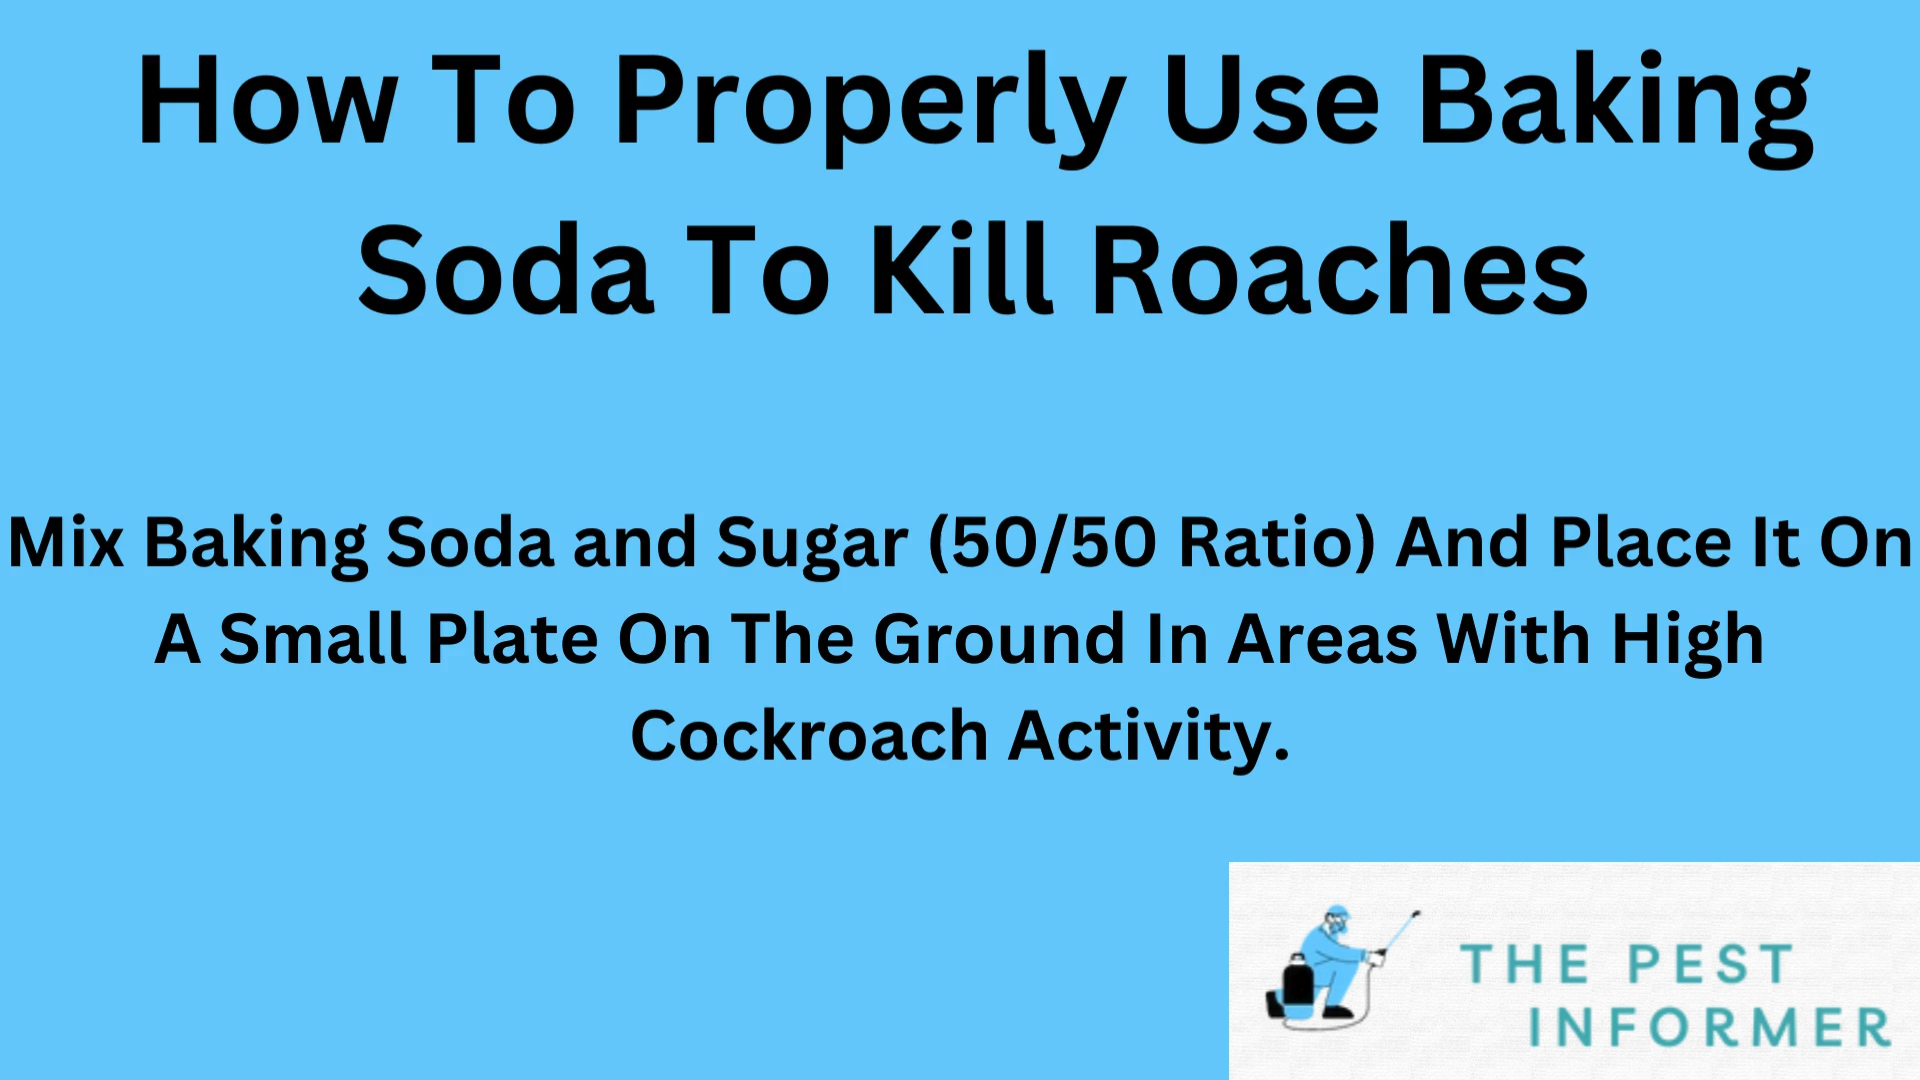 How To Properly Use Baking
Soda To Kill Roaches
Mix Baking Soda and Sugar (50/50 Ratio) And Place It On
A Small Plate On The Ground In Areas With High
Cockroach Activity.
THE PEST
INFORMER